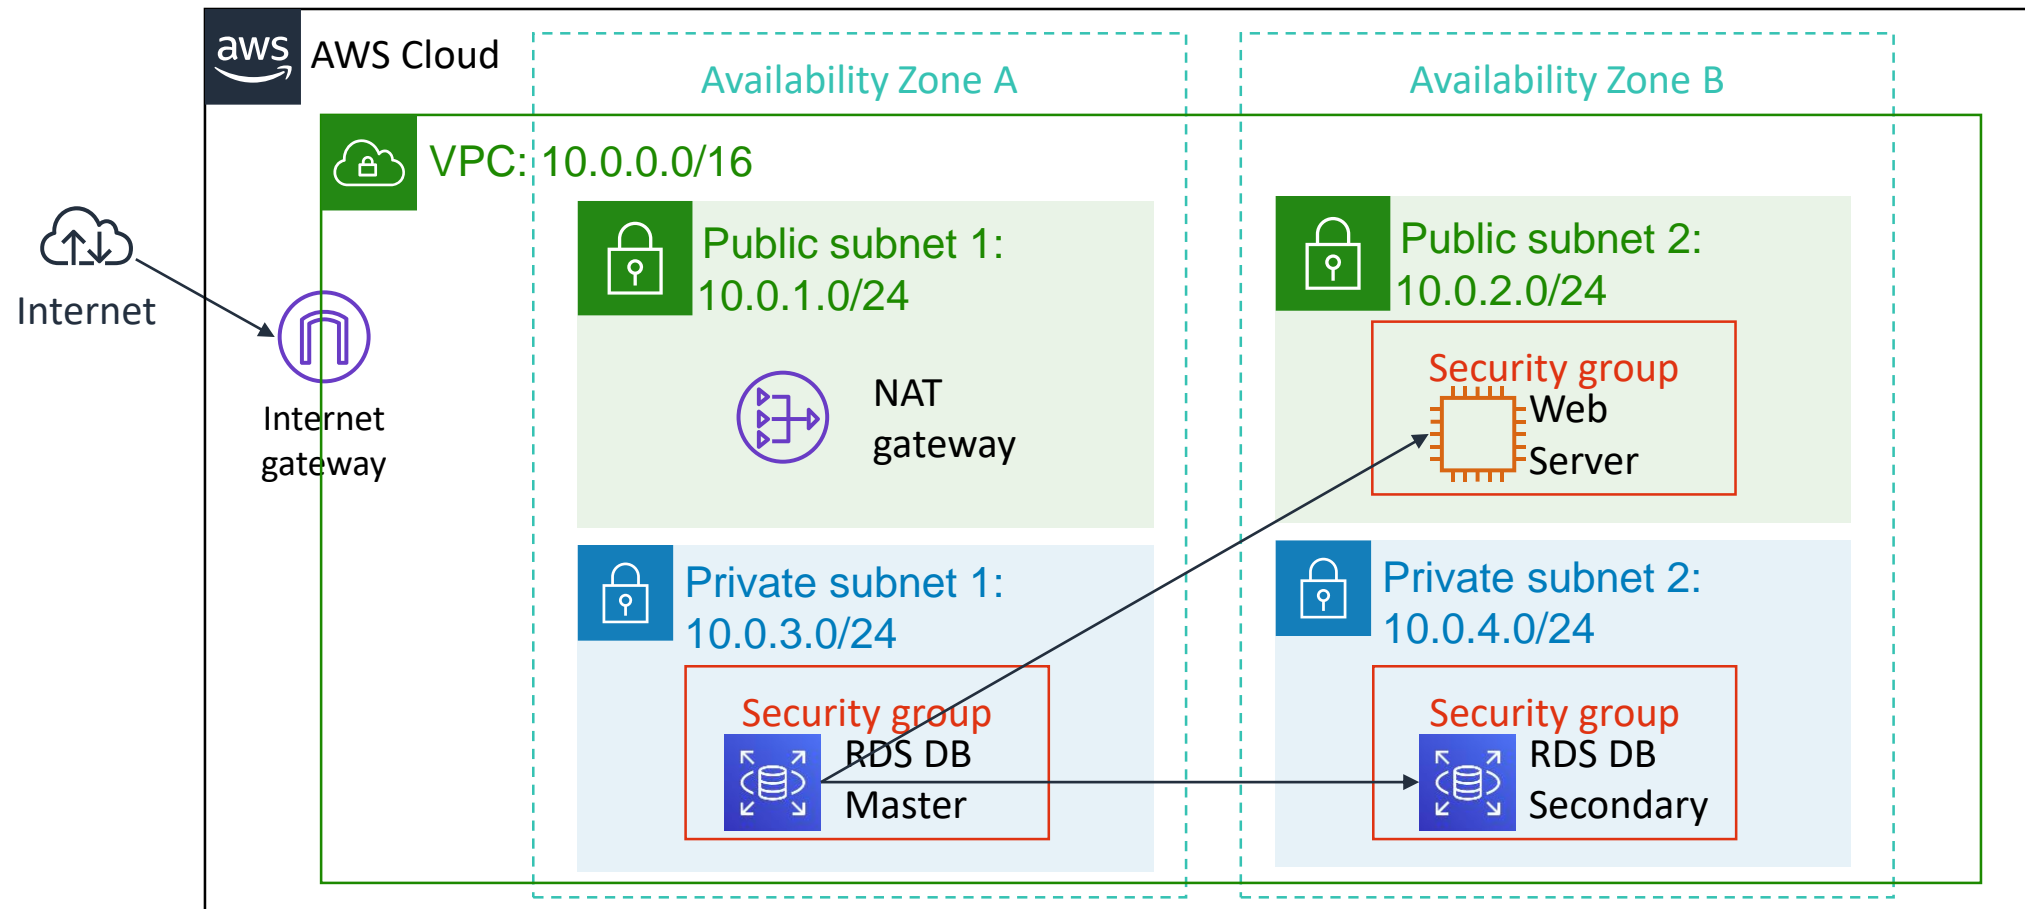 aws
AWS Cloud
Availability Zone A
Availability Zone B
VPC: 10.0.0.0/16
Internet
Internet
gateway
Public subnet 1:
10.0.1.0/24
NAT
gateway
Public subnet 2:
10.0.2.0/24
Security group
Web
Server
Private subnet 1:
10.0.3.0/24
Security group
RDS DB
Master
Private subnet 2:
10.0.4.0/24
Security group
RDS DB
Secondary